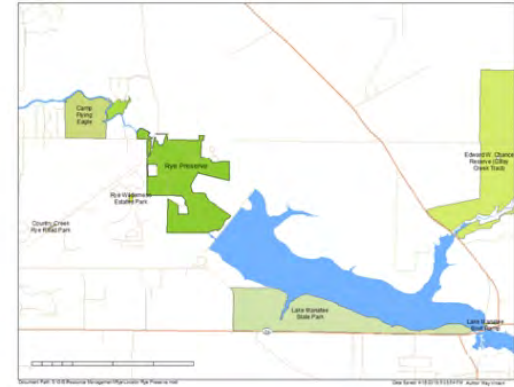 Camp
Flying
Eagle
Rye Preserve
Edward W. Chance
Reserve (Gilley
Creek Tract)
Rye Wilderness
Estates Park
Country Creek
Rye Road Park
Lake Manatee
State Park
Lake Manatee
Boat Ramp